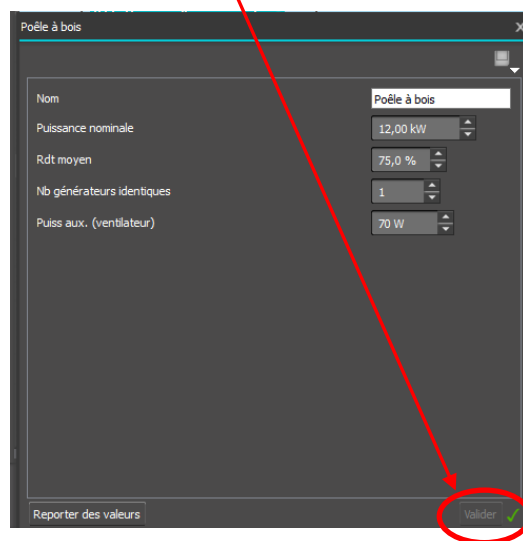 Poêle à bois
Nom Poêle à bois
Puissance nominale 12,00 kW
Rdt moyen 75,0 %
Nb générateurs identiques 1
Puiss aux. (ventilateur) 70 W
Reporter des valeurs Valider